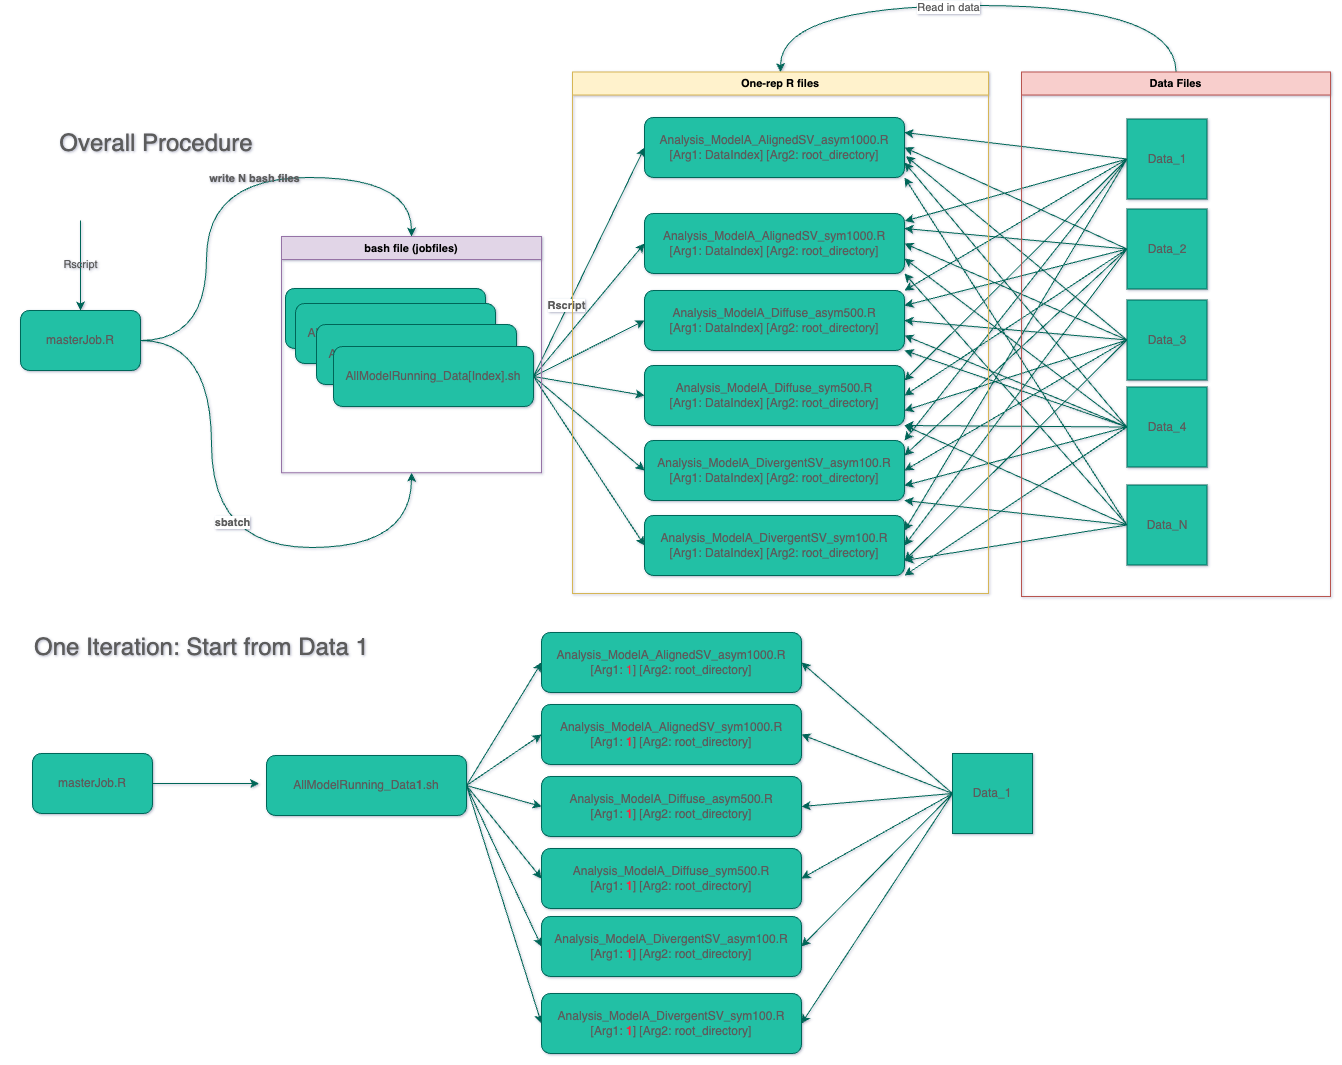 Read in data
One-rep R files
Data Files
Overall Procedure
write N bash files
Rscript
masterJob.R
sbatch
bash file (jobfiles)
Al
A
AllModelRunning_Data[Index].sh
Rscript
Analysis_ModelA_AlignedSV_asym1000.R
[Arg1: DataIndex] [Arg2: root_directory]
Analysis_ModelA_AlignedSV_sym1000.R
[Arg1: DataIndex] [Arg2: root_directory]
Analysis_ModelA_Diffuse_asym500.R
[Arg1: DataIndex] [Arg2: root_directory]
Analysis_ModelA_Diffuse_sym500.R
[Arg1: DataIndex] [Arg2: root_directory]
Analysis_ModelA_DivergentSV_asym100.R
[Arg1: DataIndex] [Arg2: root_directory]
Analysis_ModelA_DivergentSV_sym100.R
[Arg1: DataIndex] [Arg2: root_directory]
Data_1
Data_2
Data_3
Data_4
Data_N
One Iteration: Start from Data 1
masterJob.R
AllModelRunning_Data1.sh
Analysis_ModelA_AlignedSV_asym1000.R
[Arg1: 1] [Arg2: root_directory]
Analysis_ModelA_AlignedSV_sym1000.R
[Arg1: 1] [Arg2: root_directory]
Analysis_ModelA_Diffuse_asym500.R
[Arg1: 1] [Arg2: root_directory]
Analysis_ModelA_Diffuse_sym500.R
[Arg1: 1] [Arg2: root_directory]
Analysis_ModelA_DivergentSV_asym100.R
[Arg1: 1] [Arg2: root_directory]
Analysis_ModelA_DivergentSV_sym100.R
[Arg1: 1] [Arg2: root_directory]
Data_1